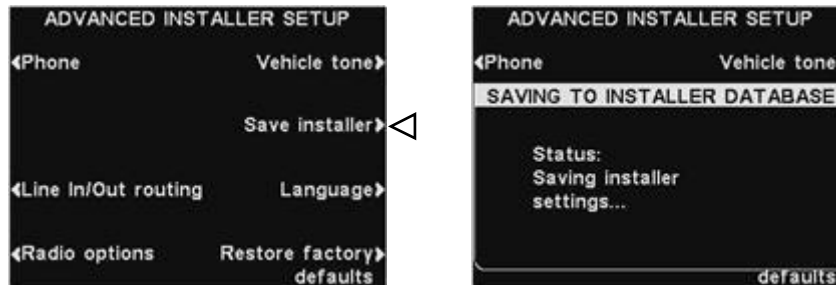 ADVANCED INSTALLER SETUP
Phone Vehicle tone
Save installer
Line In/Out routing Language
Radio options Restore factory
defaults
ADVANCED INSTALLER SETUP
Phone Vehicle tone
SAVING TO INSTALLER DATABASE
Status:
Saving installer
settings...
defaults